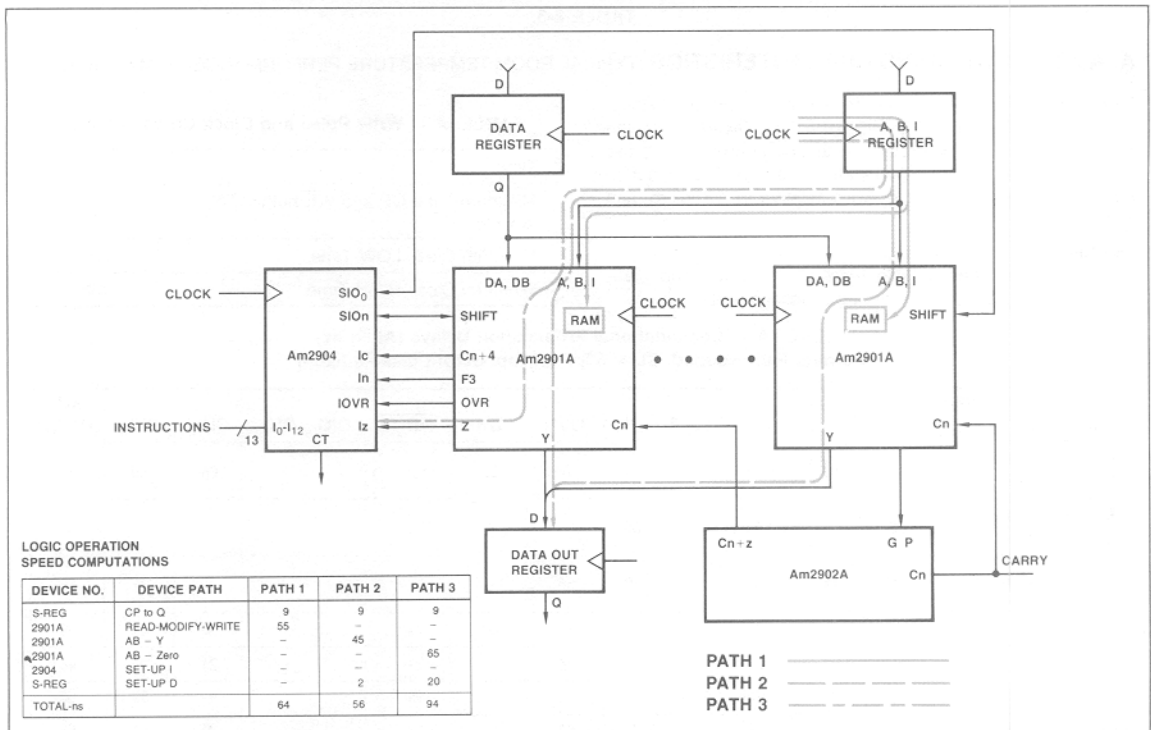 D
D
DATA
REGISTER
CLOCK
CLOCK
A, B, I
REGISTER
Q
DA, DB
A, B, I
DA, DB
A, B, I
CLOCK
SIO0
SIOn
SHIFT
RAM
CLOCK
CLOCK
RAM
SHIFT
Am2904
Ic
Cn+4
Am2901A
Am2901A
In
F3
IOVR
OVR
INSTRUCTIONS
13
I0-I12
Iz
Z
Cn
CT
Y
Y
Cn
D
DATA OUT
REGISTER
Q
Cn+z
G P
Am2902A
Cn
CARRY
LOGIC OPERATION
SPEED COMPUTATIONS
DEVICE NO. DEVICE PATH PATH 1 PATH 2 PATH 3
S-REG CP to Q 9 9 9
2901A READ-MODIFY-WRITE 55 – –
2901A AB – Y – 45 –
2901A AB – Zero – – 65
2904 SET-UP I – – –
S-REG SET-UP D – 2 20
TOTAL-ns 64 56 94
PATH 1
PATH 2
PATH 3